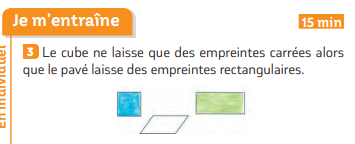 Je m'entraîne
15 min
En individuel
3 Le cube ne laisse que des empreintes carrées alors
que le pavé laisse des empreintes rectangulaires.